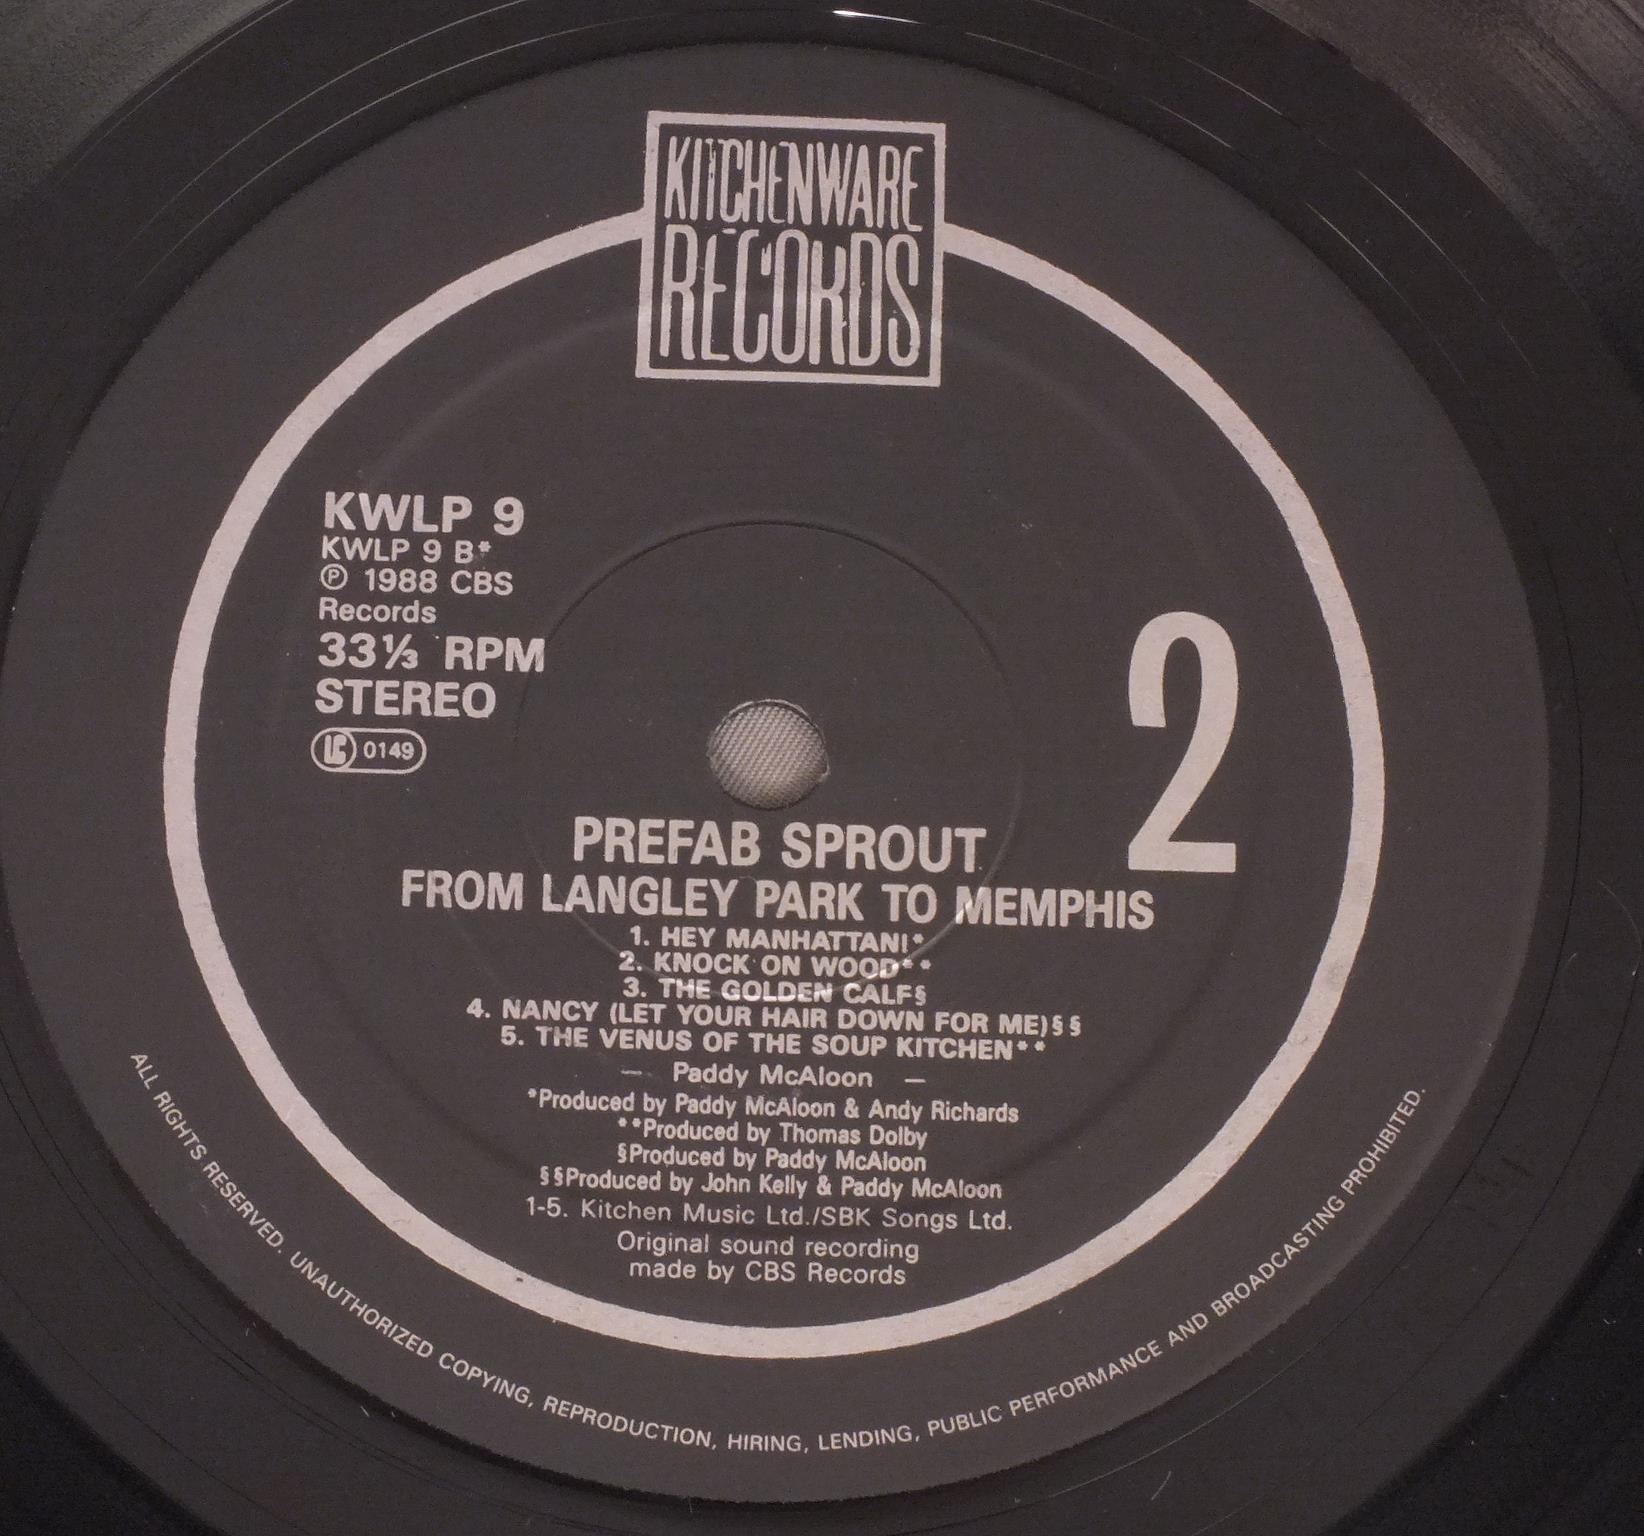 KITCHENWARE
RECORDS
KWLP 9
KWLP 9 B*
Ⓟ 1988 CBS
Records
33⅓ RPM
STEREO
LC 0149
2
PREFAB SPROUT
FROM LANGLEY PARK TO MEMPHIS
1. HEY MANHATTAN!*
2. KNOCK ON WOOD**
3. THE GOLDEN CALF§
4. NANCY (LET YOUR HAIR DOWN FOR ME)§§
5. THE VENUS OF THE SOUP KITCHEN**
— Paddy McAloon —
*Produced by Paddy McAloon & Andy Richards
**Produced by Thomas Dolby
§Produced by Paddy McAloon
§§Produced by John Kelly & Paddy McAloon
1-5. Kitchen Music Ltd./SBK Songs Ltd.
Original sound recording
made by CBS Records
ALL RIGHTS RESERVED. UNAUTHORIZED COPYING, REPRODUCTION, HIRING, LENDING, PUBLIC PERFORMANCE AND BROADCASTING PROHIBITED.